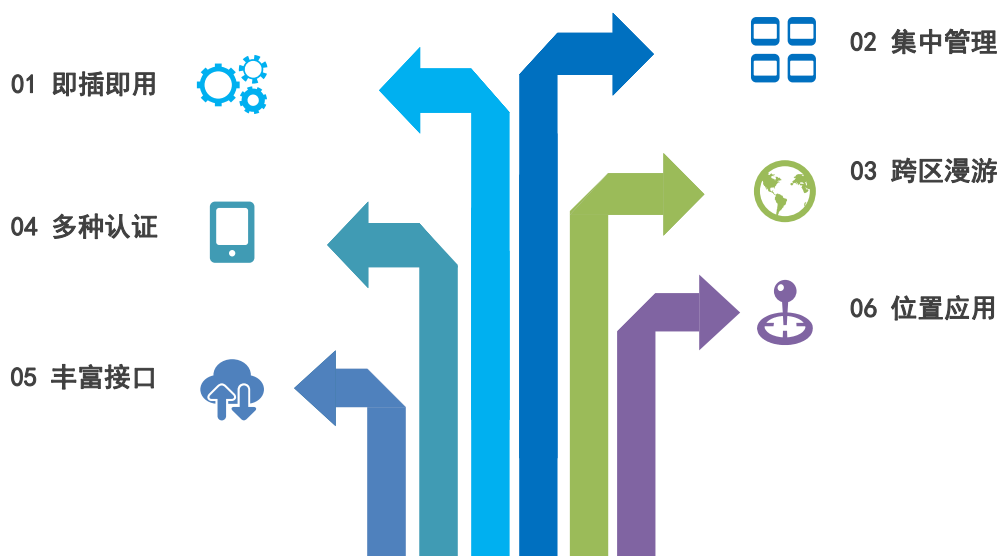 01 即插即用
02 集中管理
03 跨区漫游
04 多种认证
05 丰富接口
06 位置应用